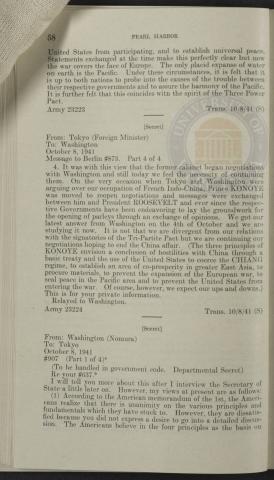 58 PEARL HARBOR
United States from participating, and to establish universal peace.
Statements exchanged at the time make this perfectly clear but now
the war covers the face of Europe. The only placid expanse of water
on earth is the Pacific. Under these circumstances, it is felt that it
is up to both nations to probe into the causes of the trouble between
their respective governments and to assure the harmony of the Pacific.
It is further felt that this coincides with the spirit of the Three Power
Pact.
Army 23223 Trans. 10/8/41 (S)
[Secret]
From: Tokyo (Foreign Minister)
To: Washington
October 8, 1941
Message to Berlin #873. Part 4 of 4
4. It was with this view that the former cabinet began negotiations
with Washington and still today we feel the necessity of continuing
them. On the very occasion when Tokyo and Washington were
arguing over our occupation of French Indo-China, Prince KONOYE
was moved to reopen negotiations and messages were exchanged
between him and President ROOSEVELT and ever since the respec-
tive Governments have been endeavoring to lay the groundwork for
the opening of parleys through an exchange of opinions. We got our
latest answer from Washington on the 4th of October and we are
studying it now. It is not that we are divergent from our relations
with the signatories of the Tri-Partite Pact but we are continuing our
negotiations hoping to end the China affair. (The three principles of
KONOYE envision a conclusion of hostilities with China through a
basic treaty and the use of the United States to coerce the CHIANG
regime, to establish an area of co-prosperity in greater East Asia, to
procure materials, to prevent the expansion of the European war, to
seal peace in the Pacific area and to prevent the United States from
entering the war. Of course, however, we expect our ups and downs.)
This is for your private information.
Relayed to Washington.
Army 23224 Trans. 10/8/41 (S)
[Secret]
From: Washington (Nomura)
To: Tokyo
October 8, 1941
#907 (Part 1 of 4)*
(To be handled in government code. Departmental Secret)
Re your #637.*
I will tell you more about this after I interview the Secretary of
State a little later on. However, my views at present are as follows:
(1) According to the American memorandum of the 1st, the Ameri-
cans realize that there is unanimity on the various principles and
fundamentals which they have stuck to. However, they are dissatis-
fied because you did not express a desire to go into a detailed discus-
sion. The Americans believe in the four principles as the basis on